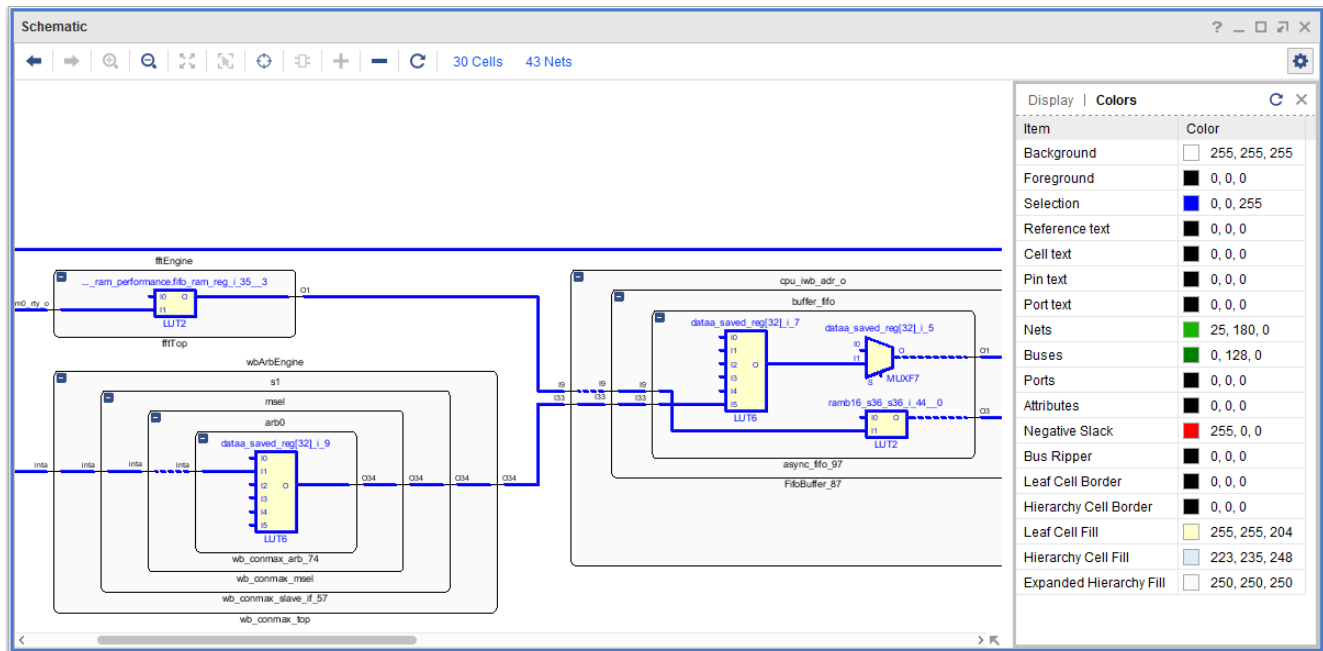 Schematic
30 Cells 43 Nets
Display | Colors
Item Color
Background 255, 255, 255
Foreground 0, 0, 0
Selection 0, 0, 255
Reference text 0, 0, 0
Cell text 0, 0, 0
Pin text 0, 0, 0
Port text 0, 0, 0
Nets 25, 180, 0
Buses 0, 128, 0
Ports 0, 0, 0
Attributes 0, 0, 0
Negative Slack 255, 0, 0
Bus Ripper 0, 0, 0
Leaf Cell Border 0, 0, 0
Hierarchy Cell Border 0, 0, 0
Leaf Cell Fill 255, 255, 204
Hierarchy Cell Fill 223, 235, 248
Expanded Hierarchy Fill 250, 250, 250
fftEngine
..._ram_performance.fifo_ram_reg_i_35__3
m0_rty_o
I0 O
I1
O1
LUT2
fftTop
wbArbEngine
s1
msel
arb0
dataa_saved_reg[32]_i_9
inta inta inta inta
I0
I1
I2 O
I3
I4
I5
O34 O34 O34 O34
LUT6
wb_conmax_arb_74
wb_conmax_msel
wb_conmax_slave_if_57
wb_conmax_top
cpu_iwb_adr_o
buffer_fifo
dataa_saved_reg[32]_i_7
I0
I1
I2 O
I3
I4
I5
LUT6
dataa_saved_reg[32]_i_5
I0
I1 O
S MUXF7
O1
I9 I9 I9
I33 I33 I33
ramb16_s36_s36_i_44__0
I0 O
I1
O3
LUT2
async_fifo_97
FifoBuffer_87